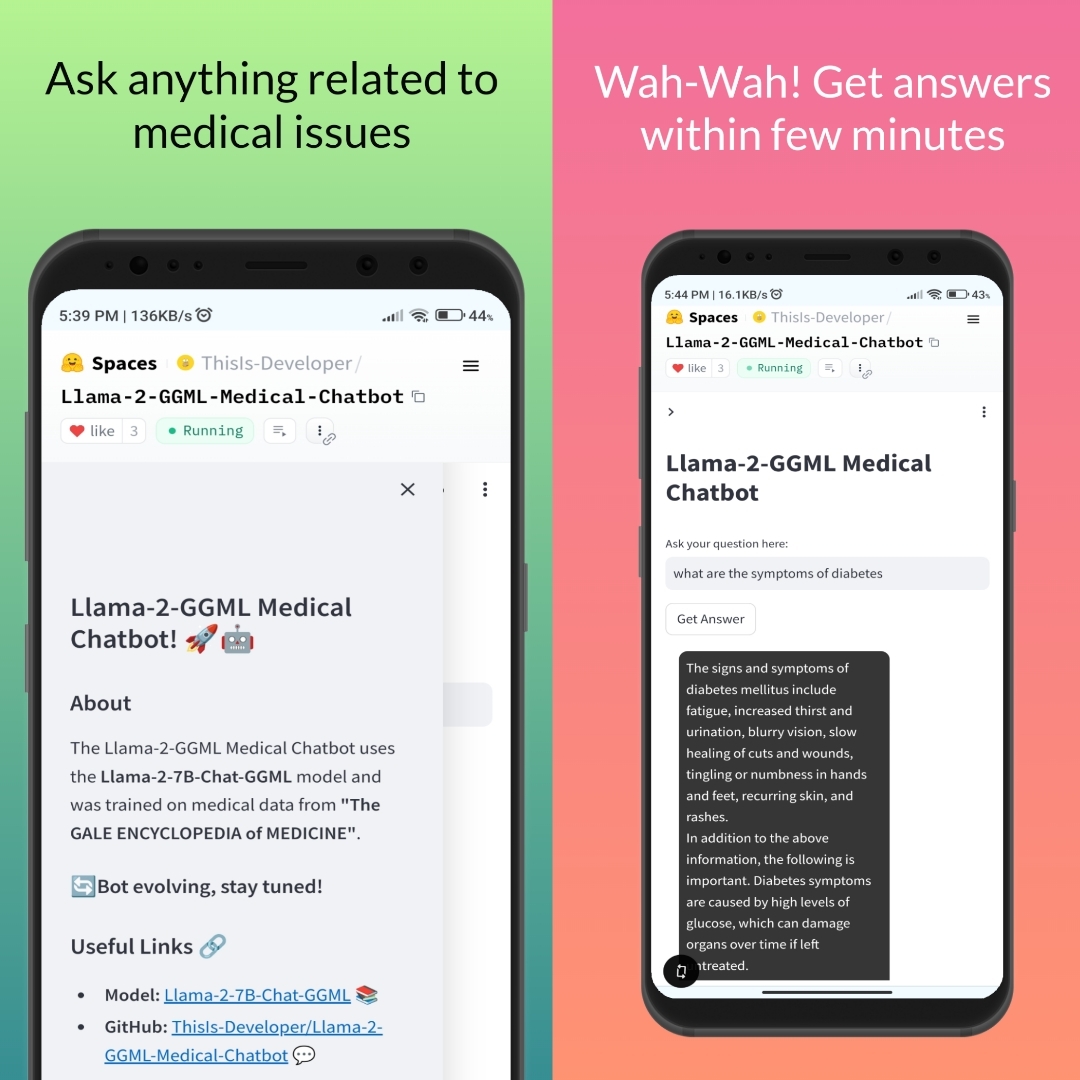 Ask anything related to
medical issues
5:39 PM | 136KB/s
44%
Spaces
ThisIs-Developer/
Llama-2-GGML-Medical-Chatbot
like 3
Running
Llama-2-GGML Medical
Chatbot! 🚀🤖
About
The Llama-2-GGML Medical Chatbot uses
the Llama-2-7B-Chat-GGML model and
was trained on medical data from "The
GALE ENCYCLOPEDIA of MEDICINE".
🔄Bot evolving, stay tuned!
Useful Links 🔗
• Model: Llama-2-7B-Chat-GGML 📚
• GitHub: ThisIs-Developer/Llama-2-
GGML-Medical-Chatbot 💬
Wah-Wah! Get answers
within few minutes
5:44 PM | 16.1KB/s
43%
Spaces
ThisIs-Developer/
Llama-2-GGML-Medical-Chatbot
like 3
Running
Llama-2-GGML Medical
Chatbot
Ask your question here:
what are the symptoms of diabetes
Get Answer
The signs and symptoms of
diabetes mellitus include
fatigue, increased thirst and
urination, blurry vision, slow
healing of cuts and wounds,
tingling or numbness in hands
and feet, recurring skin, and
rashes.
In addition to the above
information, the following is
important. Diabetes symptoms
are caused by high levels of
glucose, which can damage
organs over time if left
untreated.